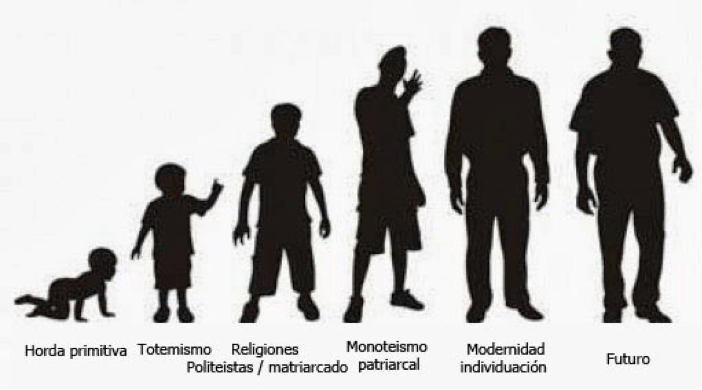 Horda primitiva
Totemismo
Religiones
Politeistas / matriarcado
Monoteismo
patriarcal
Modernidad
individuación
Futuro